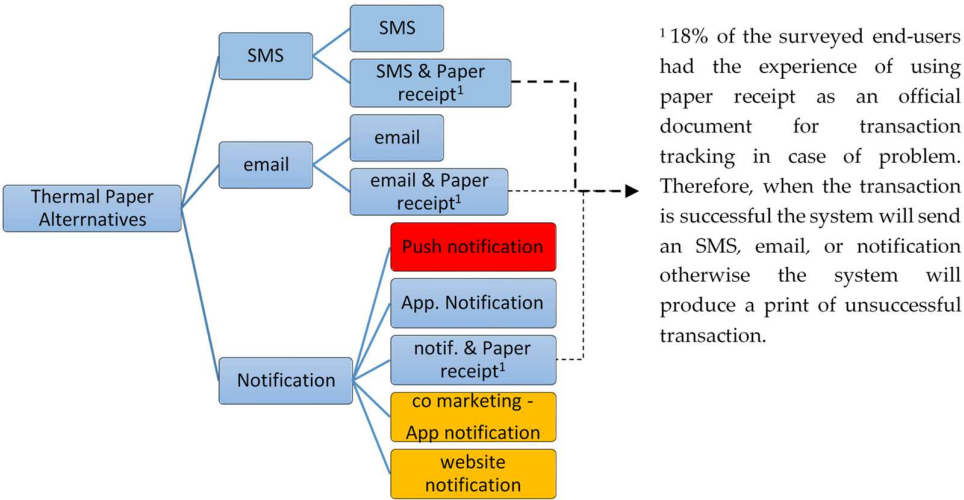 Thermal Paper
Alterrnatives
SMS
SMS
SMS & Paper
receipt¹
email
email
email & Paper
receipt¹
Notification
Push notification
App. Notification
notif. & Paper
receipt¹
co marketing -
App notification
website
notification
¹ 18% of the surveyed end-users
had the experience of using
paper receipt as an official
document for transaction
tracking in case of problem.
Therefore, when the transaction
is successful the system will send
an SMS, email, or notification
otherwise the system will
produce a print of unsuccessful
transaction.